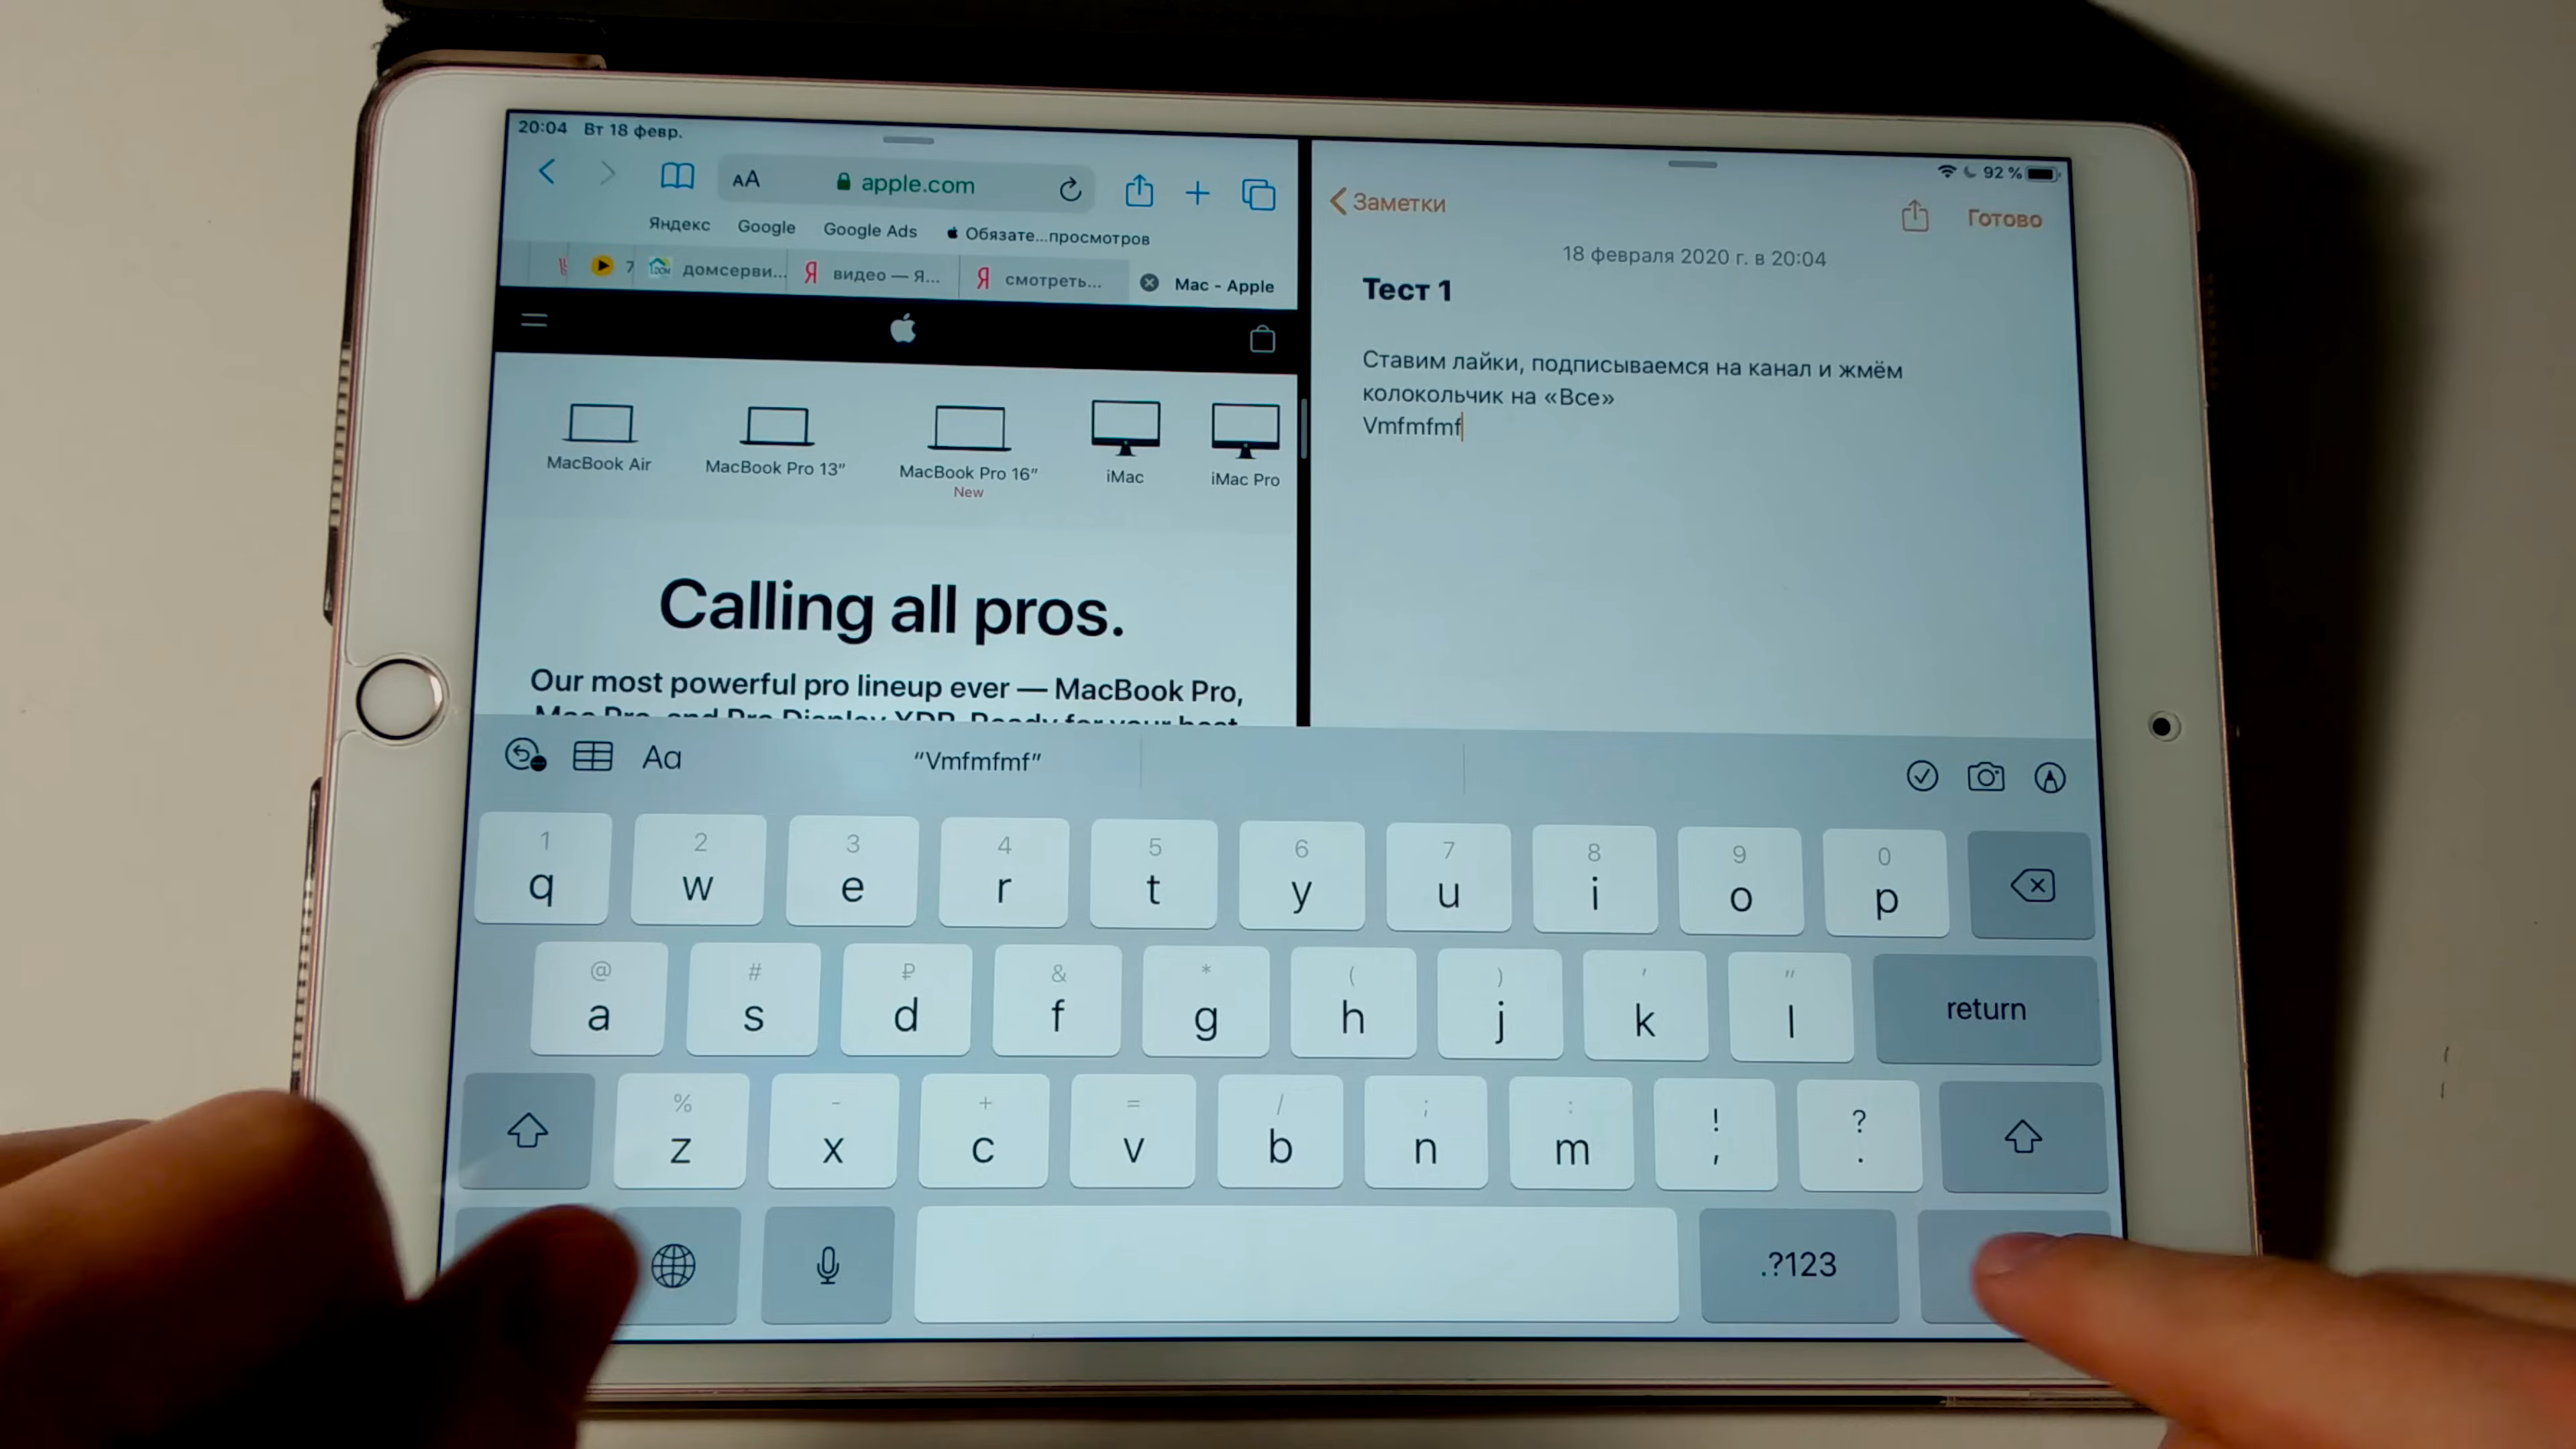 20:04 Вт 18 февр.
92 %
AA apple.com
Яндекс Google Google Ads Обязате...просмотров
7 домсерви... видео — Я... смотреть... Mac - Apple
MacBook Air
MacBook Pro 13″
MacBook Pro 16″
New
iMac
iMac Pro
Calling all pros.
Our most powerful pro lineup ever — MacBook Pro,
Mac Pro, and Pro Display XDR. Ready for your best
Заметки
Готово
18 февраля 2020 г. в 20:04
Тест 1
Ставим лайки, подписываемся на канал и жмём
колокольчик на «Все»
Vmfmfmf
Aa “Vmfmfmf”
1 2 3 4 5 6 7 8 9 0
q w e r t y u i o p
@ # ₽ & * ( ) ' "
a s d f g h j k l return
% - + = / ; : ! ?
z x c v b n m , .
.?123